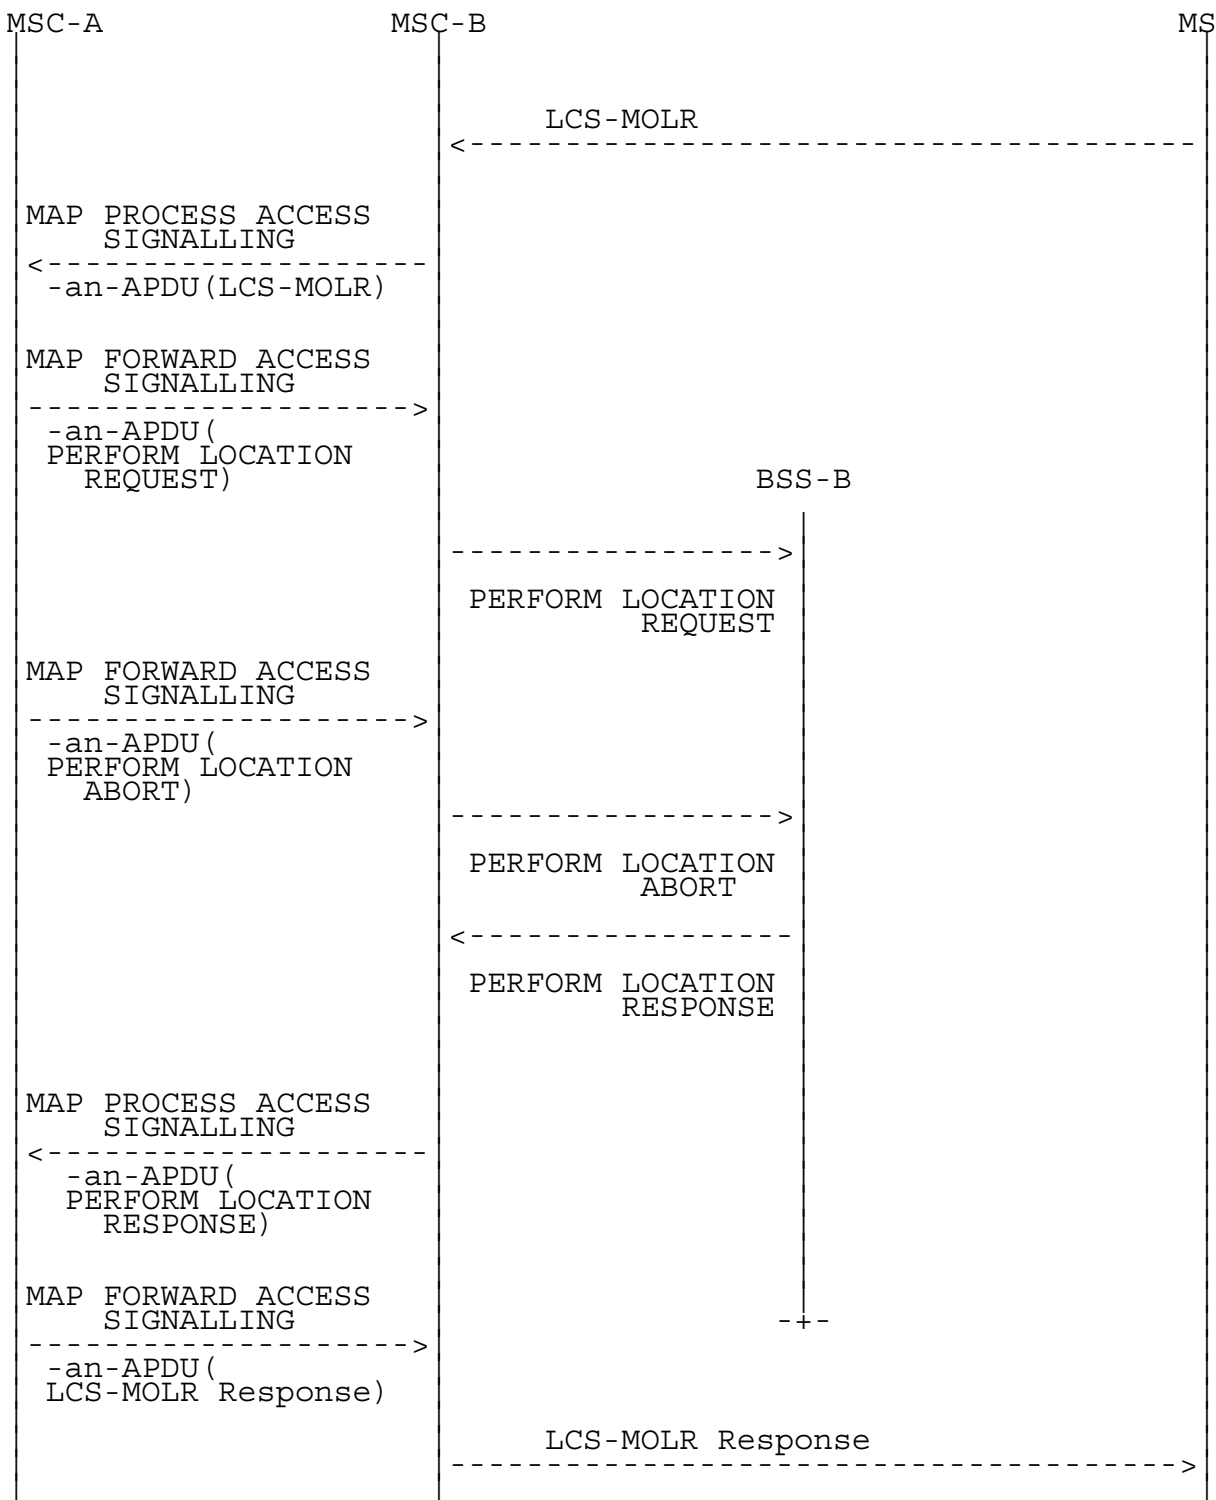 MSC-A MSC-B MS
LCS-MOLR
MAP PROCESS ACCESS
SIGNALLING
-an-APDU(LCS-MOLR)
MAP FORWARD ACCESS
SIGNALLING
-an-APDU(
PERFORM LOCATION
REQUEST)
BSS-B
PERFORM LOCATION
REQUEST
MAP FORWARD ACCESS
SIGNALLING
-an-APDU(
PERFORM LOCATION
ABORT)
PERFORM LOCATION
ABORT
PERFORM LOCATION
RESPONSE
MAP PROCESS ACCESS
SIGNALLING
-an-APDU(
PERFORM LOCATION
RESPONSE)
MAP FORWARD ACCESS
SIGNALLING
-an-APDU(
LCS-MOLR Response)
LCS-MOLR Response